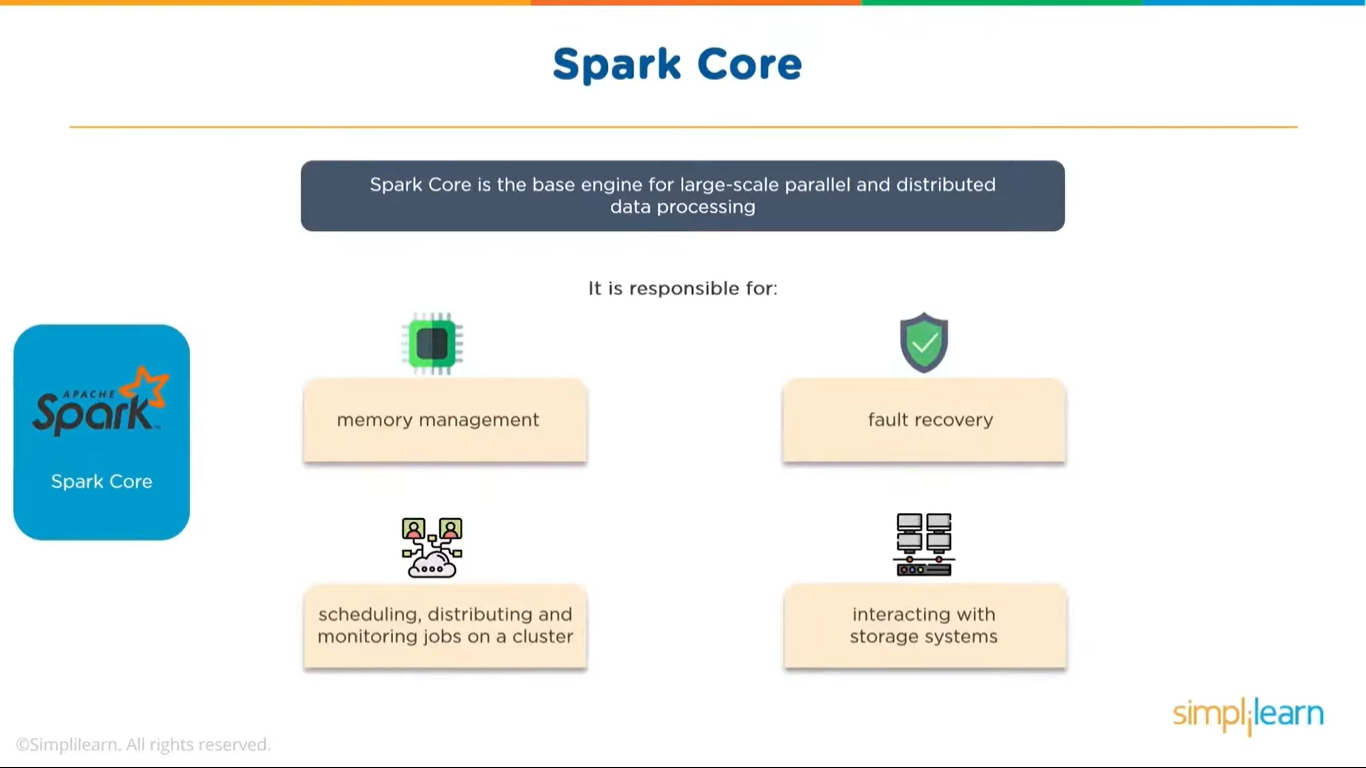 Spark Core
Spark Core is the base engine for large-scale parallel and distributed
data processing
It is responsible for:
APACHE
Spark™
Spark Core
memory management
fault recovery
scheduling, distributing and
monitoring jobs on a cluster
interacting with
storage systems
simplilearn
©Simplilearn. All rights reserved.